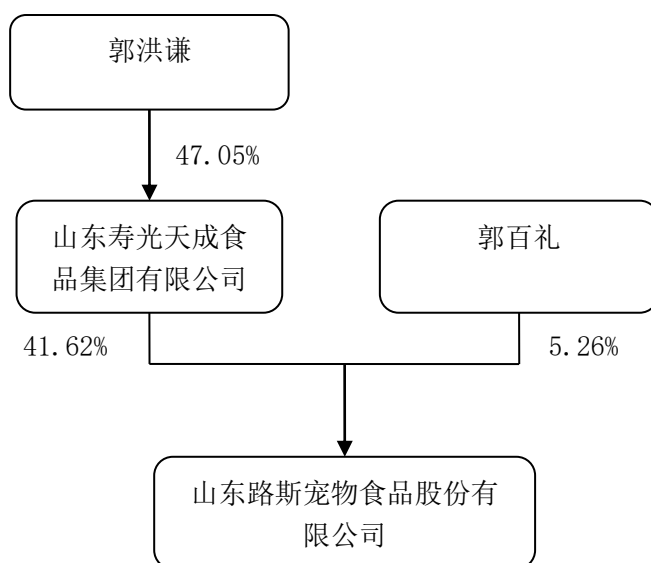 郭洪谦
47.05%
山东寿光天成食
品集团有限公司
郭百礼
41.62%
5.26%
山东路斯宠物食品股份有
限公司